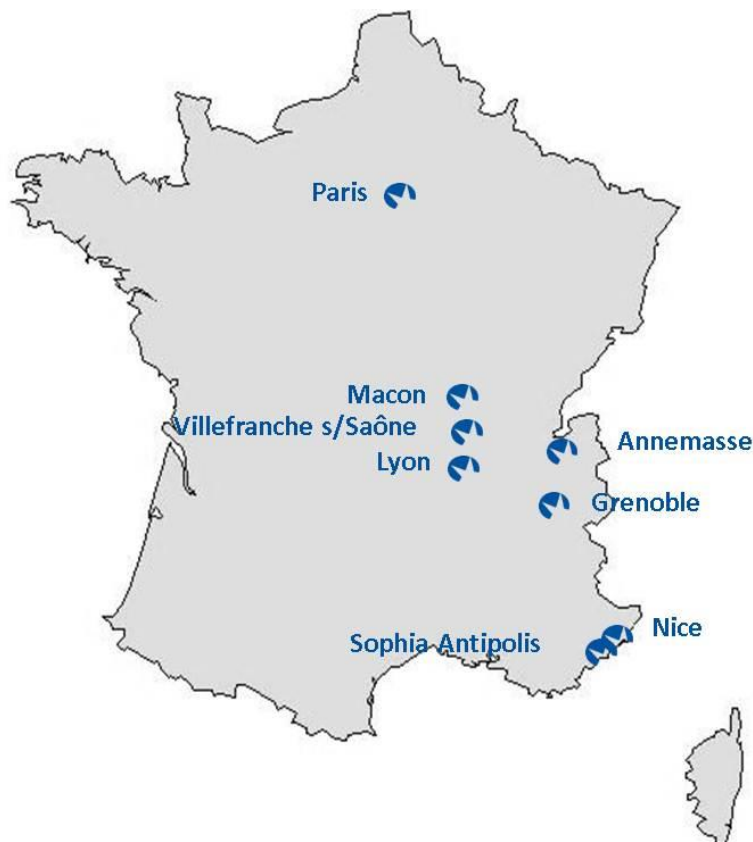 Paris
Macon
Villefranche s/Saône
Annemasse
Lyon
Grenoble
Nice
Sophia Antipolis